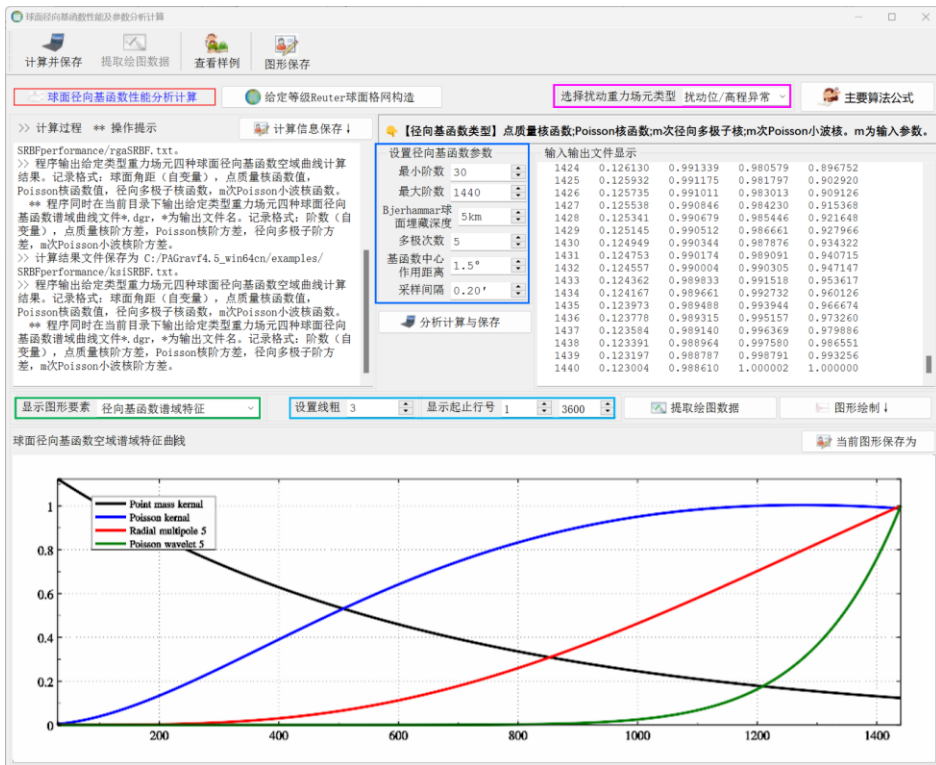 球面径向基函数性能及参数分析计算
计算并保存 提取绘图数据 查看样例 图形保存
球面径向基函数性能分析计算 给定等级Reuter球面格网构造 选择扰动重力场元类型 扰动位/高程异常 主要算法公式
>> 计算过程 ** 操作提示 计算信息保存↓
SRBFperformance/rgaSRBF.txt。
>> 程序输出给定类型重力场元四种球面径向基函数空域曲线计算
结果。记录格式：球面角距（自变量），点质量核函数值，
Poisson核函数值，径向多极子核函数，m次Poisson小波核函数。
** 程序同时在当前目录下输出给定类型重力场元四种球面径向
基函数谱域曲线文件*.dgr，*为输出文件名。记录格式：阶数（自
变量），点质量核阶方差，Poisson核阶方差，径向多极子阶方
差，m次Poisson小波核阶方差。
>> 计算结果文件保存为 C:/PAGravf4.5_win64cn/examples/
SRBFperformance/ksiSRBF.txt。
>> 程序输出给定类型重力场元四种球面径向基函数空域曲线计算
结果。记录格式：球面角距（自变量），点质量核函数值，
Poisson核函数值，径向多极子核函数，m次Poisson小波核函数。
** 程序同时在当前目录下输出给定类型重力场元四种球面径向
基函数谱域曲线文件*.dgr，*为输出文件名。记录格式：阶数（自
变量），点质量核阶方差，Poisson核阶方差，径向多极子阶方
差，m次Poisson小波核阶方差。
【径向基函数类型】点质量核函数;Poisson核函数;m次径向多极子核;m次Poisson小波核。m为输入参数。
设置径向基函数参数
最小阶数 30
最大阶数 1440
Bjerhammar球
面埋藏深度 5km
多极次数 5
基函数中心
作用距离 1.5°
采样间隔 0.20′
分析计算与保存
输入输出文件显示
1424 0.126130 0.991339 0.980579 0.896752
1425 0.125932 0.991175 0.981797 0.902920
1426 0.125735 0.991011 0.983013 0.909126
1427 0.125538 0.990846 0.984230 0.915368
1428 0.125341 0.990679 0.985446 0.921648
1429 0.125145 0.990512 0.986661 0.927966
1430 0.124949 0.990344 0.987876 0.934322
1431 0.124753 0.990174 0.989091 0.940715
1432 0.124557 0.990004 0.990305 0.947147
1433 0.124362 0.989833 0.991518 0.953617
1434 0.124167 0.989661 0.992732 0.960126
1435 0.123973 0.989488 0.993944 0.966674
1436 0.123778 0.989315 0.995157 0.973260
1437 0.123584 0.989140 0.996369 0.979886
1438 0.123391 0.988964 0.997580 0.986551
1439 0.123197 0.988787 0.998791 0.993256
1440 0.123004 0.988610 1.000002 1.000000
显示图形要素 径向基函数谱域特征 设置线粗 3 显示起止行号 1 3600 提取绘图数据 图形绘制↓
球面径向基函数空域谱域特征曲线 当前图形保存为
Point mass kernal
Poisson kernal
Radial multipole 5
Poisson wavelet 5
1
0.8
0.6
0.4
0.2
0
200 400 600 800 1000 1200 1400